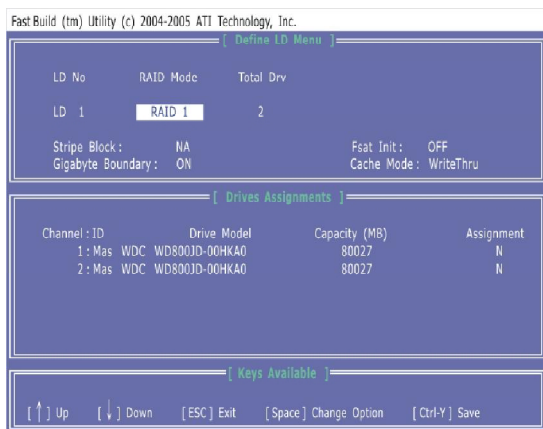 Fast Build (tm) Utility (c) 2004-2005 ATI Technology, Inc.
[ Define LD Menu ]
LD No RAID Mode Total Drv
LD 1 RAID 1 2
Stripe Block : NA Fsat Init : OFF
Gigabyte Boundary : ON Cache Mode : WriteThru
[ Drives Assignments ]
Channel : ID Drive Model Capacity (MB) Assignment
1 : Mas WDC WD800JD-00HKA0 80027 N
2 : Mas WDC WD800JD-00HKA0 80027 N
[ Keys Available ]
[ ↑ ] Up [ ↓ ] Down [ ESC ] Exit [ Space ] Change Option [ Ctrl-Y ] Save